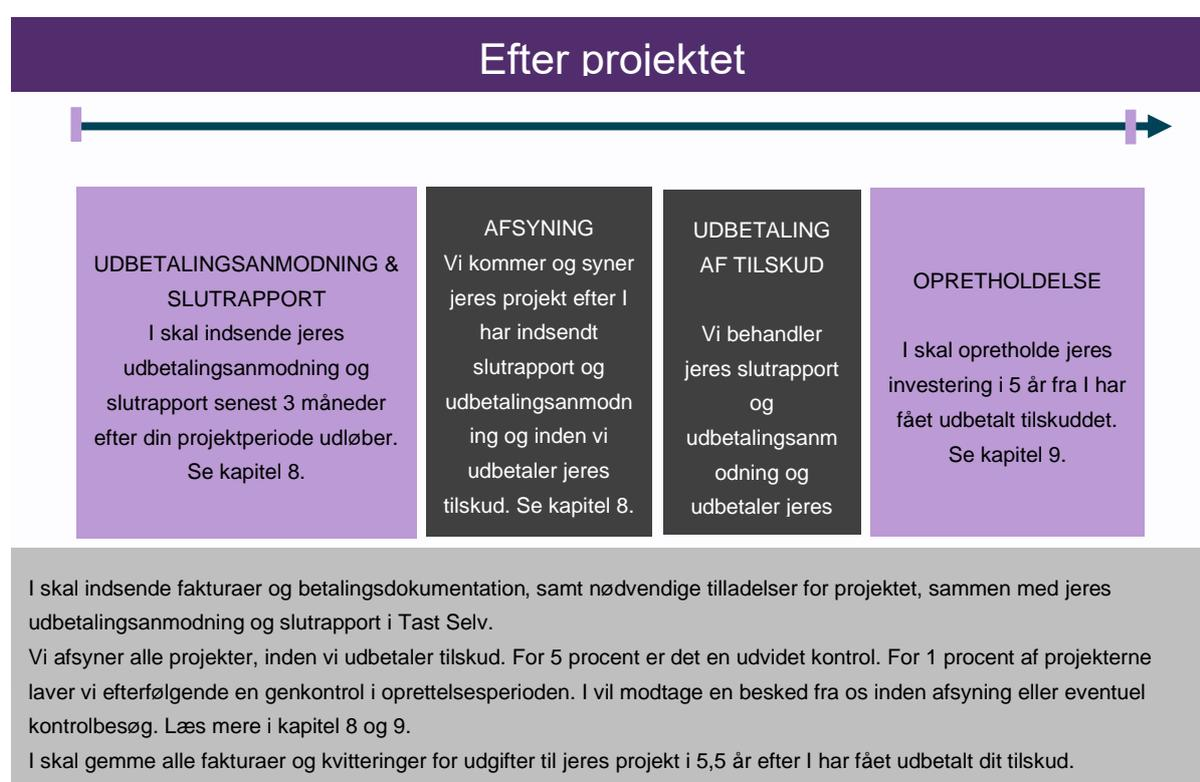 Efter projektet
UDBETALINGSANMODNING &
SLUTRAPPORT
I skal indsende jeres
udbetalingsanmodning og
slutrapport senest 3 måneder
efter din projektperiode udløber.
Se kapitel 8.
AFSYNING
Vi kommer og syner
jeres projekt efter I
har indsendt
slutrapport og
udbetalingsanmodn
ing og inden vi
udbetaler jeres
tilskud. Se kapitel 8.
UDBETALING
AF TILSKUD
Vi behandler
jeres slutrapport
og
udbetalingsanm
odning og
udbetaler jeres
OPRETHOLDELSE
I skal opretholde jeres
investering i 5 år fra I har
fået udbetalt tilskuddet.
Se kapitel 9.
I skal indsende fakturaer og betalingsdokumentation, samt nødvendige tilladelser for projektet, sammen med jeres
udbetalingsanmodning og slutrapport i Tast Selv.
Vi afsyner alle projekter, inden vi udbetaler tilskud. For 5 procent er det en udvidet kontrol. For 1 procent af projekterne
laver vi efterfølgende en genkontrol i oprettelsesperioden. I vil modtage en besked fra os inden afsyning eller eventuel
kontrolbesøg. Læs mere i kapitel 8 og 9.
I skal gemme alle fakturaer og kvitteringer for udgifter til jeres projekt i 5,5 år efter I har fået udbetalt dit tilskud.